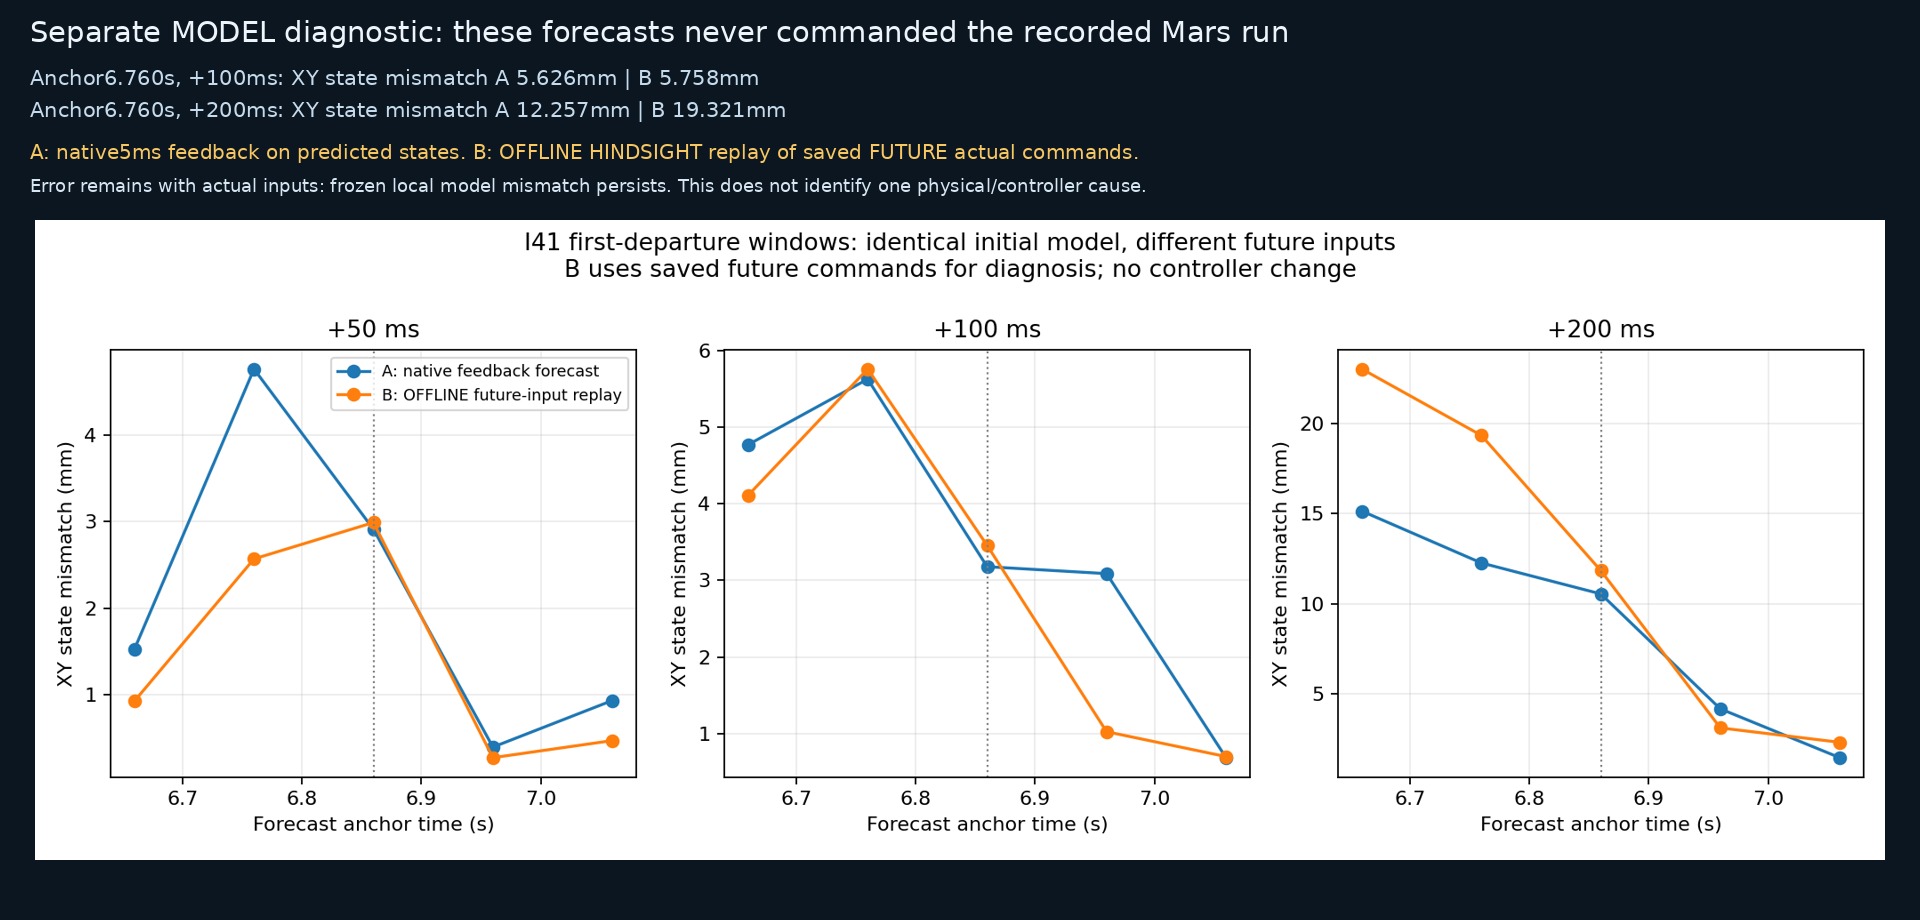 Separate MODEL diagnostic: these forecasts never commanded the recorded Mars run
Anchor6.760s, +100ms: XY state mismatch A 5.626mm | B 5.758mm
Anchor6.760s, +200ms: XY state mismatch A 12.257mm | B 19.321mm
A: native5ms feedback on predicted states. B: OFFLINE HINDSIGHT replay of saved FUTURE actual commands.
Error remains with actual inputs: frozen local model mismatch persists. This does not identify one physical/controller cause.
I41 first-departure windows: identical initial model, different future inputs
B uses saved future commands for diagnosis; no controller change
+50 ms
XY state mismatch (mm)
4
3
2
1
A: native feedback forecast
B: OFFLINE future-input replay
6.7 6.8 6.9 7.0
Forecast anchor time (s)
+100 ms
XY state mismatch (mm)
6
5
4
3
2
1
6.7 6.8 6.9 7.0
Forecast anchor time (s)
+200 ms
XY state mismatch (mm)
20
15
10
5
6.7 6.8 6.9 7.0
Forecast anchor time (s)